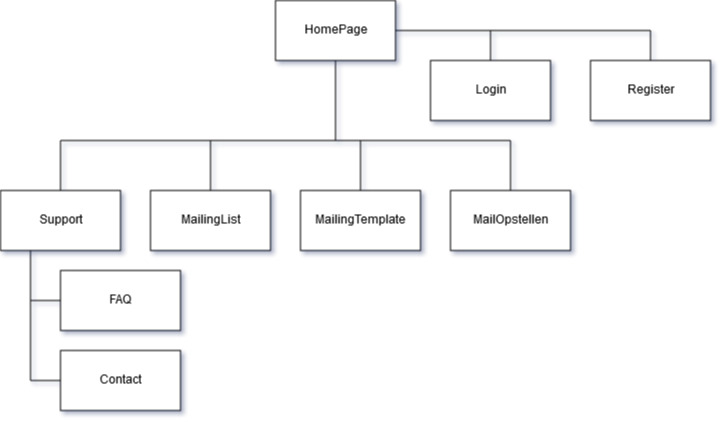 HomePage
Login
Register
Support
MailingList
MailingTemplate
MailOpstellen
FAQ
Contact